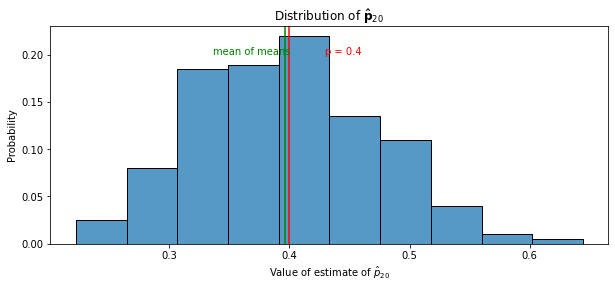 Distribution of p̂₂₀
0.20
mean of means
p = 0.4
0.15
Probability
0.10
0.05
0.00
0.3
0.4
0.5
0.6
Value of estimate of p̂₂₀